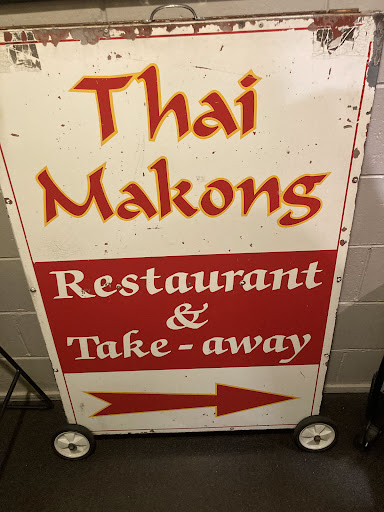 Thai
Makong
Restaurant
&
Take-away